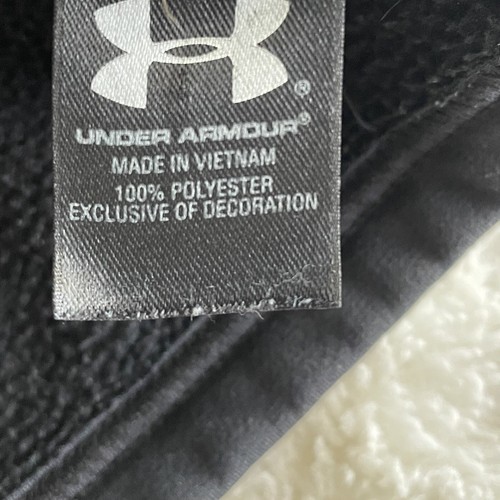 ®
UNDER ARMOUR®
MADE IN VIETNAM
100% POLYESTER
EXCLUSIVE OF DECORATION